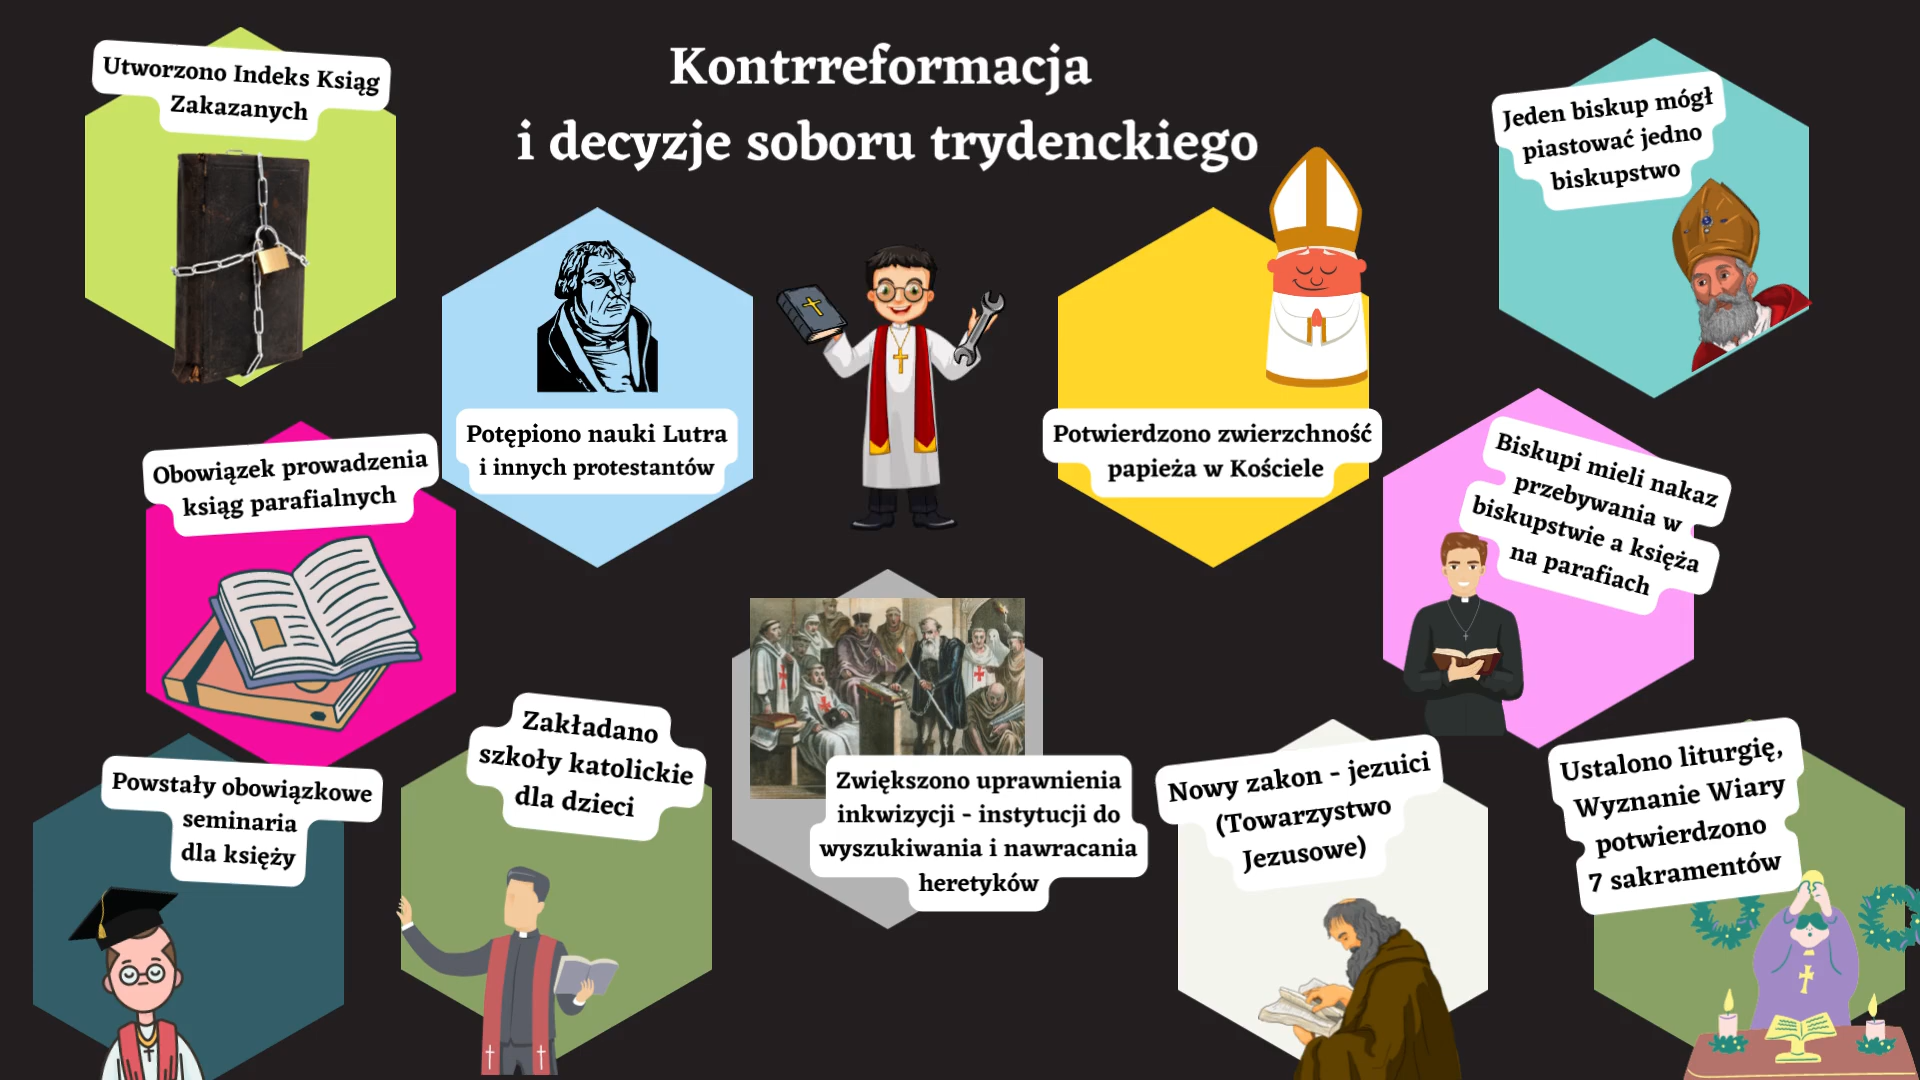 Kontrreformacja
i decyzje soboru trydenckiego
Utworzono Indeks Ksiąg
Zakazanych
Jeden biskup mógł
piastować jedno
biskupstwo
Potępiono nauki Lutra
i innych protestantów
Potwierdzono zwierzchność
papieża w Kościele
Obowiązek prowadzenia
ksiąg parafialnych
Biskupi mieli nakaz
przebywania w
biskupstwie a księża
na parafiach
Powstały obowiązkowe
seminaria
dla księży
Zakładano
szkoły katolickie
dla dzieci
Zwiększono uprawnienia
inkwizycji - instytucji do
wyszukiwania i nawracania
heretyków
Nowy zakon - jezuici
(Towarzystwo
Jezusowe)
Ustalono liturgię,
Wyznanie Wiary
potwierdzono
7 sakramentów